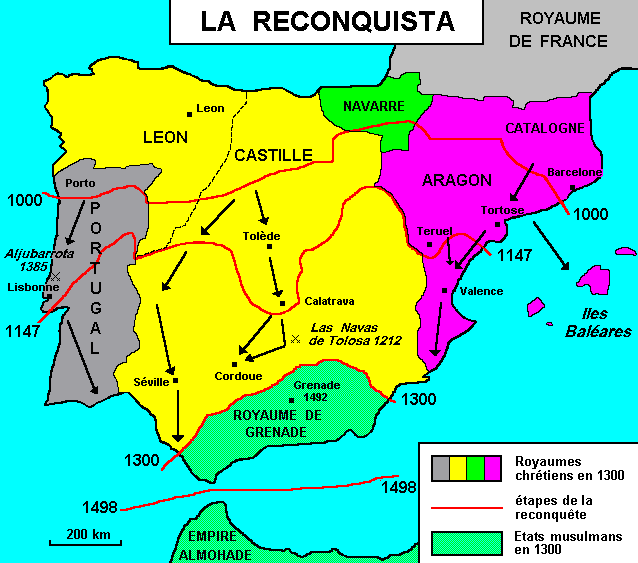 LA RECONQUISTA
ROYAUME
DE FRANCE
NAVARRE
Leon
LEON
CASTILLE
CATALOGNE
ARAGON
Barcelone
Porto
1000
PORTUGAL
Tortose
1000
Teruel
Tolède
Aljubarrota
1385
1147
Lisbonne
Valence
Calatrava
Iles
Baléares
1147
Las Navas
de Tolosa 1212
Cordoue
Séville
Grenade
1492
1300
ROYAUME DE
GRENADE
1300
1498
1498
200 km
EMPIRE
ALMOHADE
Royaumes
chrétiens en 1300
étapes de la
reconquête
Etats musulmans
en 1300